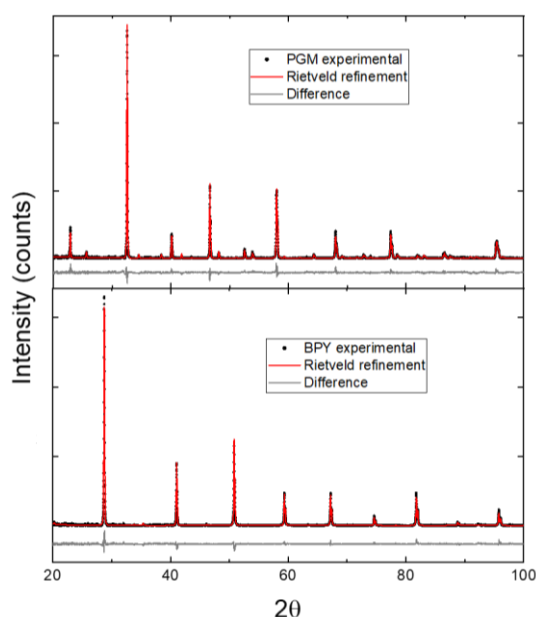 PGM experimental
Rietveld refinement
Difference
Intensity (counts)
BPY experimental
Rietveld refinement
Difference
20 40 60 80 100
2θ